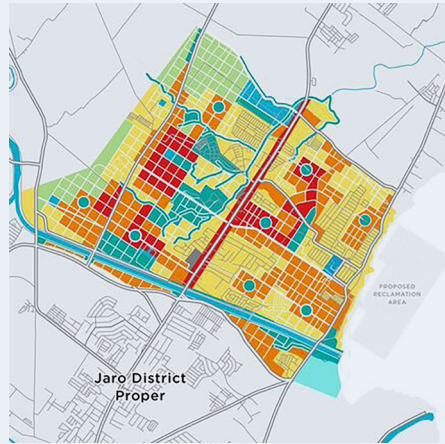 PROPOSED
RECLAMATION
AREA
Jaro District
Proper